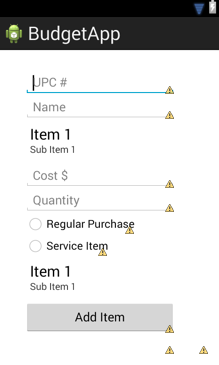 BudgetApp
UPC #
Name
Item 1
Sub Item 1
Cost $
Quantity
Regular Purchase
Service Item
Item 1
Sub Item 1
Add Item